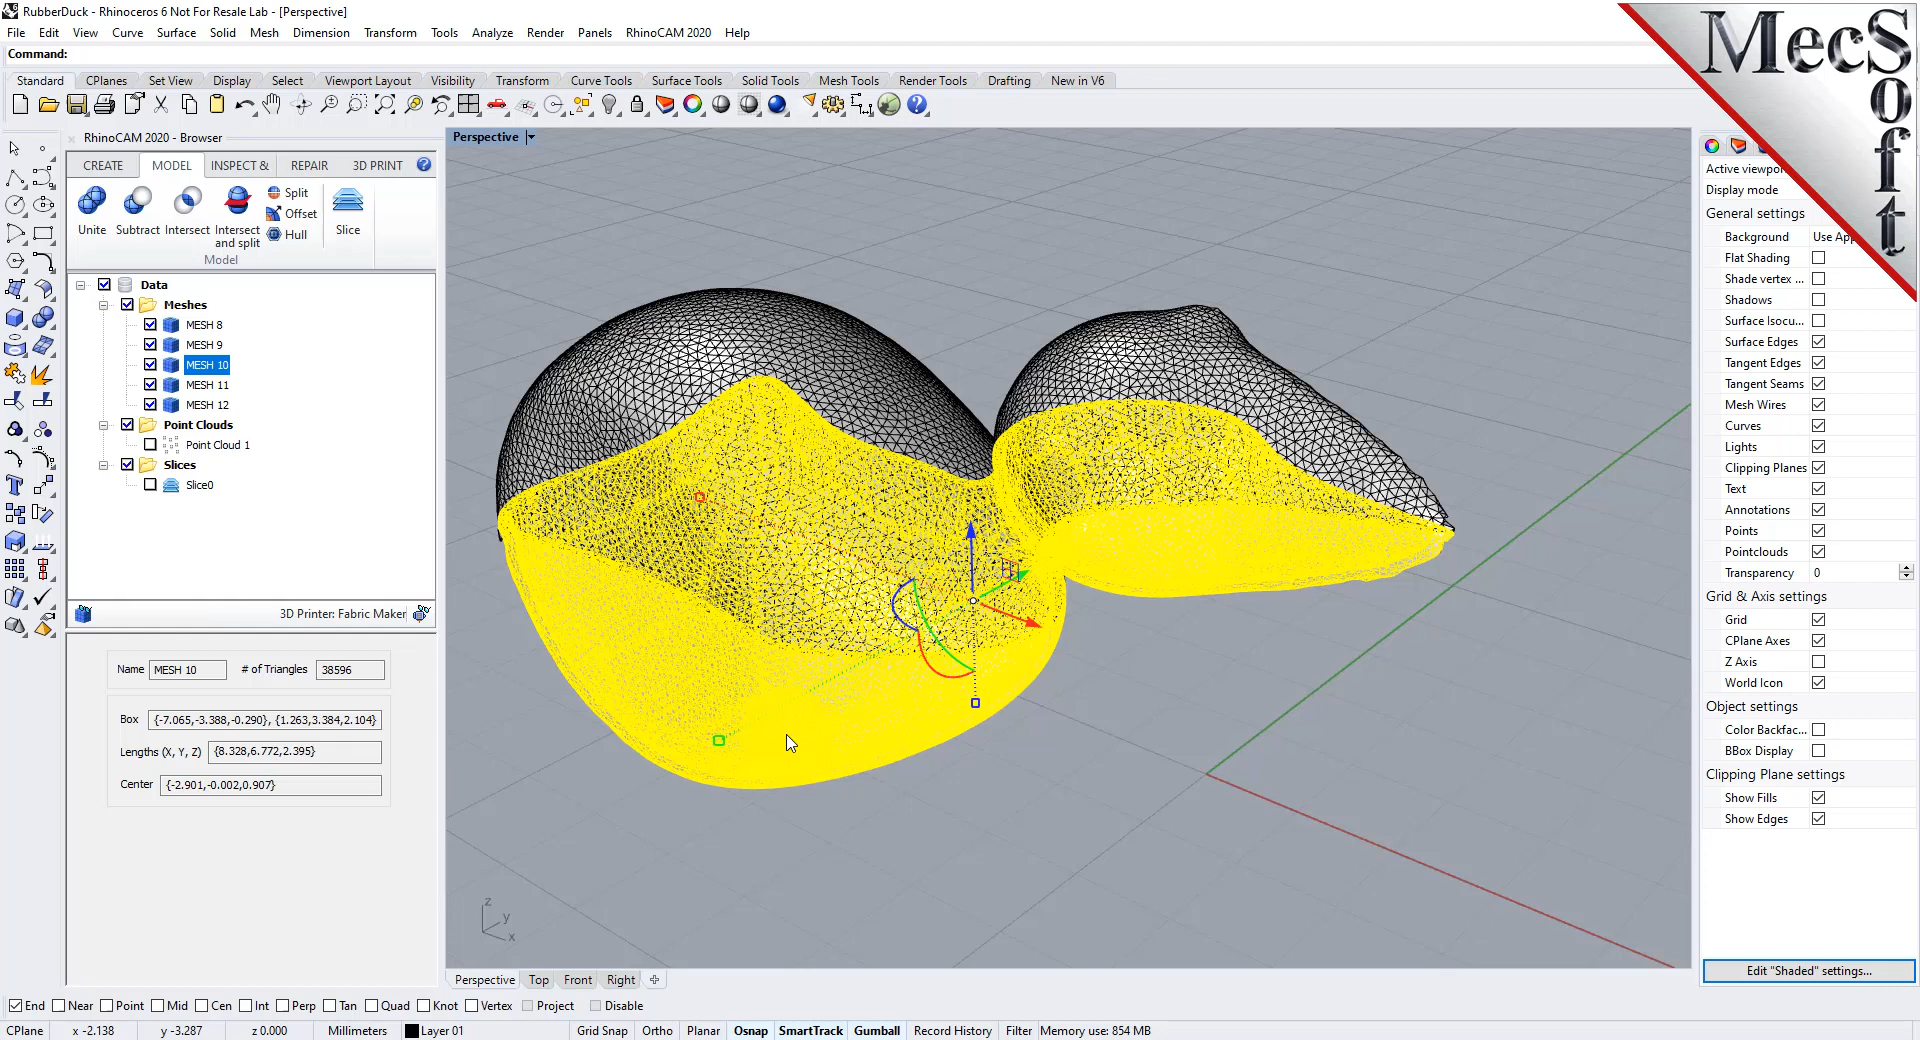 RubberDuck - Rhinoceros 6 Not For Resale Lab - [Perspective]
File Edit View Curve Surface Solid Mesh Dimension Transform Tools Analyze Render Panels RhinoCAM 2020 Help
Command:
Standard CPlanes Set View Display Select Viewport Layout Visibility Transform Curve Tools Surface Tools Solid Tools Mesh Tools Render Tools Drafting New in V6
MecSoft
RhinoCAM 2020 - Browser
CREATE MODEL INSPECT & REPAIR 3D PRINT
Unite Subtract Intersect Intersect and split Split Offset Hull Slice
Model
Data
Meshes
MESH 8
MESH 9
MESH 10
MESH 11
MESH 12
Point Clouds
Point Cloud 1
Slices
Slice0
3D Printer: Fabric Maker
Name MESH 10 # of Triangles 38596
Box {-7.065,-3.388,-0.290}, {1.263,3.384,2.104}
Lengths (X, Y, Z) {8.328,6.772,2.395}
Center {-2.901,-0.002,0.907}
Perspective
z
y
x
Perspective Top Front Right
Active viewpor
Display mode
General settings
Background Use App
Flat Shading
Shade vertex ...
Shadows
Surface Isocu...
Surface Edges
Tangent Edges
Tangent Seams
Mesh Wires
Curves
Lights
Clipping Planes
Text
Annotations
Points
Pointclouds
Transparency 0
Grid & Axis settings
Grid
CPlane Axes
Z Axis
World Icon
Object settings
Color Backfac...
BBox Display
Clipping Plane settings
Show Fills
Show Edges
Edit "Shaded" settings...
End Near Point Mid Cen Int Perp Tan Quad Knot Vertex Project Disable
CPlane x -2.138 y -3.287 z 0.000 Millimeters Layer 01 Grid Snap Ortho Planar Osnap SmartTrack Gumball Record History Filter Memory use: 854 MB